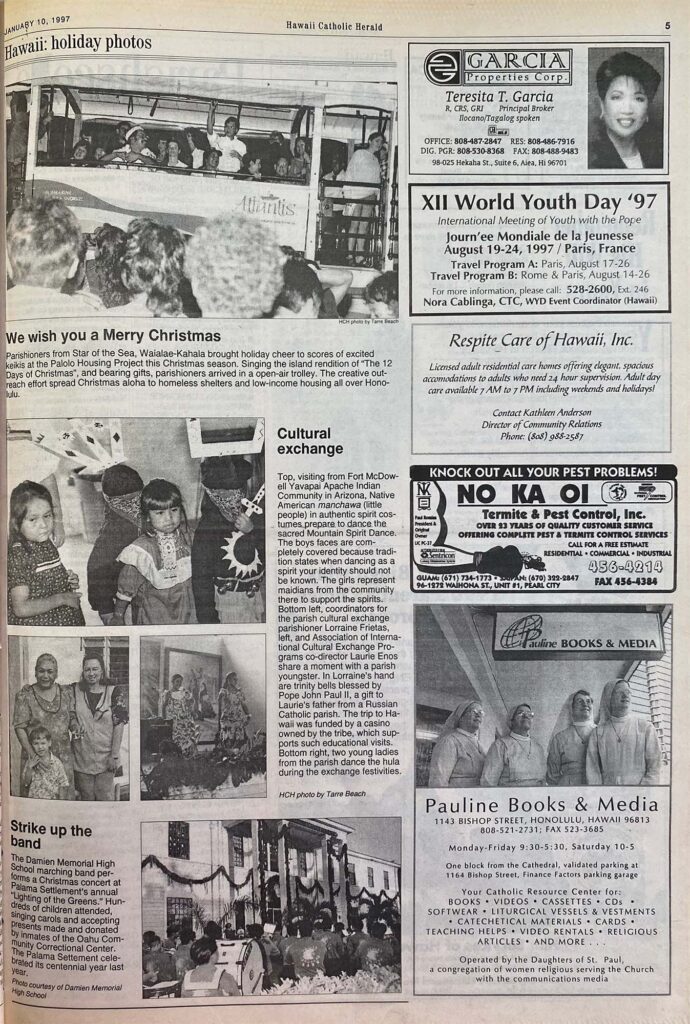 JANUARY 10, 1997
Hawaii Catholic Herald
5
Hawaii: holiday photos
Atlantis
HCH photo by Tarre Beach
We wish you a Merry Christmas
Parishioners from Star of the Sea, Waialae-Kahala brought holiday cheer to scores of excited
keikis at the Palolo Housing Project this Christmas season. Singing the island rendition of "The 12
Days of Christmas", and bearing gifts, parishioners arrived in a open-air trolley. The creative out-
reach effort spread Christmas aloha to homeless shelters and low-income housing all over Hono-
lulu.
Cultural
exchange
Top, visiting from Fort McDow-
ell Yavapai Apache Indian
Community in Arizona, Native
American manchawa (little
people) in authentic spirit cos-
tumes prepare to dance the
sacred Mountain Spirit Dance.
The boys faces are com-
pletely covered because tradi-
tion states when dancing as a
spirit your identity should not
be known. The girls represent
maidians from the community
there to support the spirits.
Bottom left, coordinators for
the parish cultural exchange
parishioner Lorraine Frietas,
left, and Association of Interna-
tional Cultural Exchange Pro-
grams co-director Laurie Enos
share a moment with a parish
youngster. In Lorraine's hand
are trinity bells blessed by
Pope John Paul II, a gift to
Laurie's father from a Russian
Catholic parish. The trip to Ha-
waii was funded by a casino
owned by the tribe, which sup-
ports such educational visits.
Bottom right, two young ladies
from the parish dance the hula
during the exchange festivities.
HCH photo by Tarre Beach
Strike up the
band
The Damien Memorial High
School marching band per-
forms a Christmas concert at
Palama Settlement's annual
"Lighting of the Greens." Hun-
dreds of children attended,
singing carols and accepting
presents made and donated
by inmates of the Oahu Com-
munity Correctional Center.
The Palama Settement cele-
brated its centennial year last
year.
Photo courtesy of Damien Memorial
High School
GARCIA
Properties Corp.
Teresita T. Garcia
R, CRS, GRI Principal Broker
Ilocano/Tagalog spoken
OFFICE: 808-487-2847 RES: 808-486-7916
DIG. PGR: 808-530-8368 FAX: 808-488-9483
98-025 Hekaha St., Suite 6, Aiea, Hi 96701
XII World Youth Day '97
International Meeting of Youth with the Pope
Journ'ee Mondiale de la Jeunesse
August 19-24, 1997 / Paris, France
Travel Program A: Paris, August 17-26
Travel Program B: Rome & Paris, August 14-26
For more information, please call: 528-2600, Ext. 246
Nora Cablinga, CTC, WYD Event Coordinator (Hawaii)
Respite Care of Hawaii, Inc.
Licensed adult residential care homes offering elegant, spacious
accomodations to adults who need 24 hour supervision. Adult day
care available 7 AM to 7 PM including weekends and holidays!
Contact Kathleen Anderson
Director of Community Relations
Phone: (808) 988-2587
KNOCK OUT ALL YOUR PEST PROBLEMS!
NO KA OI
Termite & Pest Control, Inc.
OVER 23 YEARS OF QUALITY CUSTOMER SERVICE
OFFERING COMPLETE PEST & TERMITE CONTROL SERVICES
CALL FOR A FREE ESTIMATE
RESIDENTIAL • COMMERCIAL • INDUSTRIAL
President &
Original
Owner
Sentricon
456-4214
GUAM: (671) 734-1773 • SAIPAN: (670) 322-2847
96-1272 WAIHONA ST., UNIT #1, PEARL CITY
FAX 456-4384
Pauline BOOKS & MEDIA
Pauline Books & Media
1143 BISHOP STREET, HONOLULU, HAWAII 96813
808-521-2731; FAX 523-3685
Monday-Friday 9:30-5:30, Saturday 10-5
One block from the Cathedral, validated parking at
1164 Bishop Street, Finance Factors parking garage
Your Catholic Resource Center for:
BOOKS • VIDEOS • CASSETTES • CDs •
SOFTWARE • LITURGICAL VESSELS & VESTMENTS
• CATECHETICAL MATERIALS • CARDS •
TEACHING HELPS • VIDEO RENTALS • RELIGIOUS
ARTICLES • AND MORE . . .
Operated by the Daughters of St. Paul,
a congregation of women religious serving the Church
with the communications media